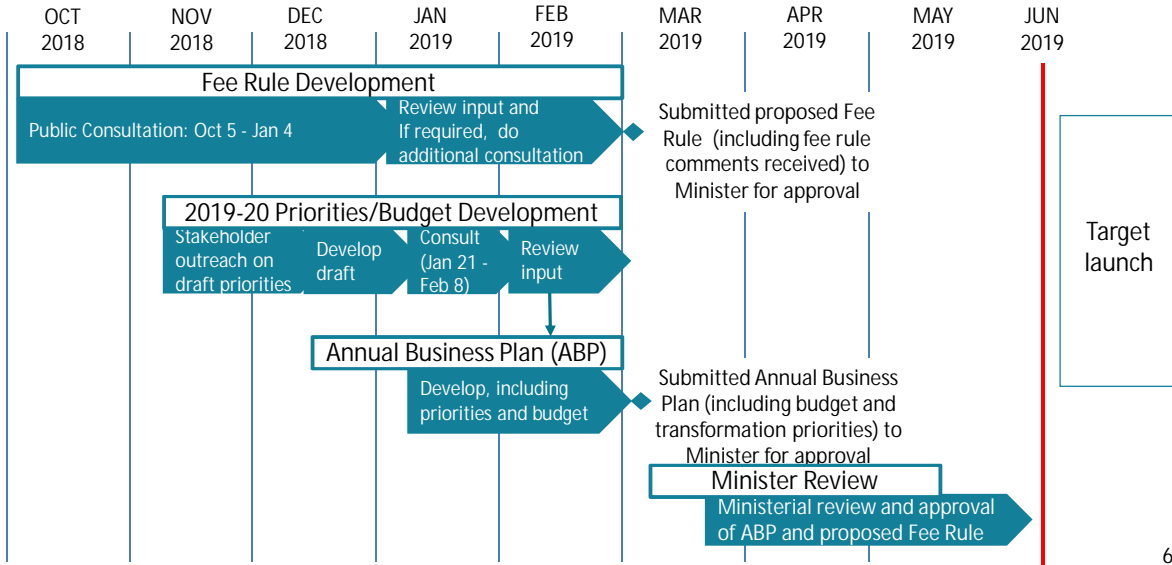 OCT
2018
NOV
2018
DEC
2018
JAN
2019
FEB
2019
MAR
2019
APR
2019
MAY
2019
JUN
2019
Fee Rule Development
Public Consultation: Oct 5 - Jan 4
Review input and
If required, do
additional consultation
Submitted proposed Fee
Rule (including fee rule
comments received) to
Minister for approval
2019-20 Priorities/Budget Development
Stakeholder
outreach on
draft priorities
Develop
draft
Consult
(Jan 21 -
Feb 8)
Review
input
Target
launch
Annual Business Plan (ABP)
Develop, including
priorities and budget
Submitted Annual Business
Plan (including budget and
transformation priorities) to
Minister for approval
Minister Review
Ministerial review and approval
of ABP and proposed Fee Rule
6